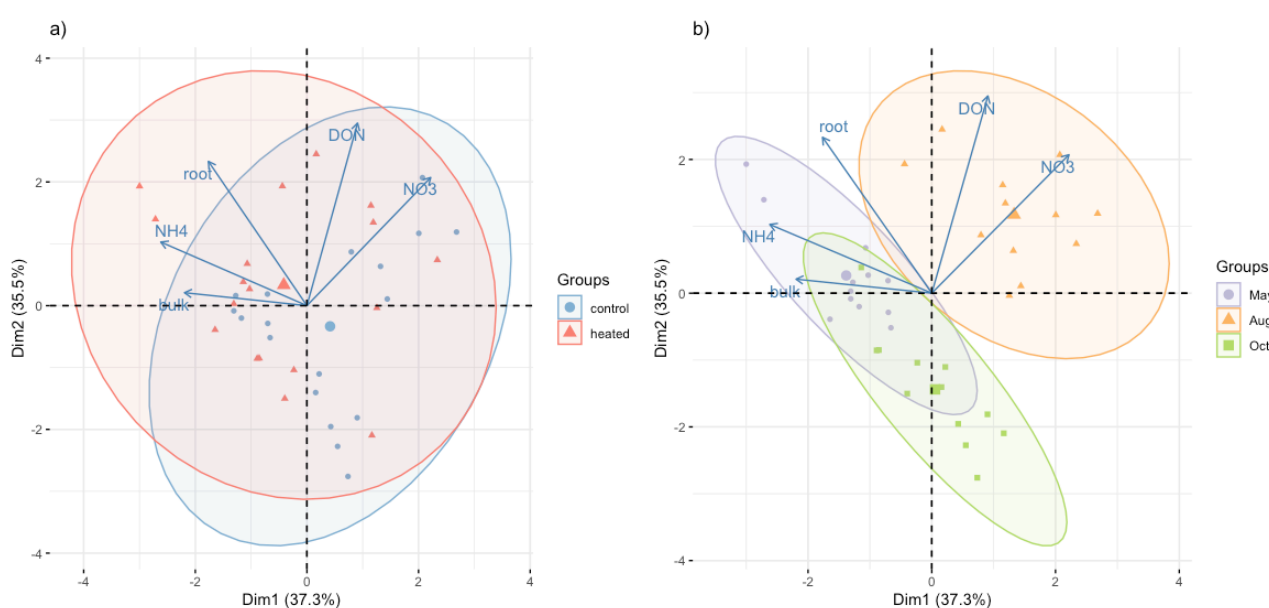 a)
4
2
0
-2
-4
-4
-2
0
2
4
Dim2 (35.5%)
Dim1 (37.3%)
DON
root
NO3
NH4
bulk
Groups
control
heated
b)
2
0
-2
-4
-4
-2
0
2
4
Dim2 (35.5%)
Dim1 (37.3%)
DON
root
NO3
NH4
bulk
Groups
May
Aug
Oct